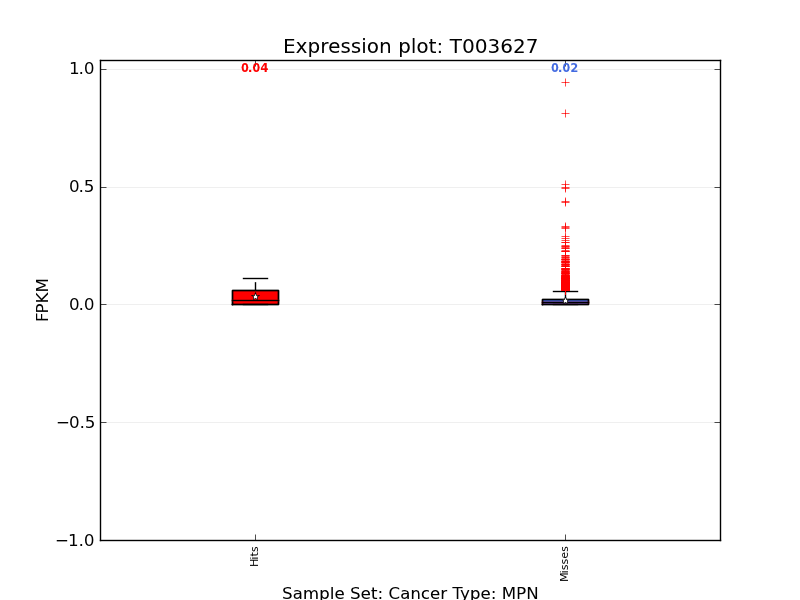 Expression plot: T003627
0.04
0.02
1.0
0.5
0.0
−0.5
−1.0
FPKM
Hits
Misses
Sample Set: Cancer Type: MPN